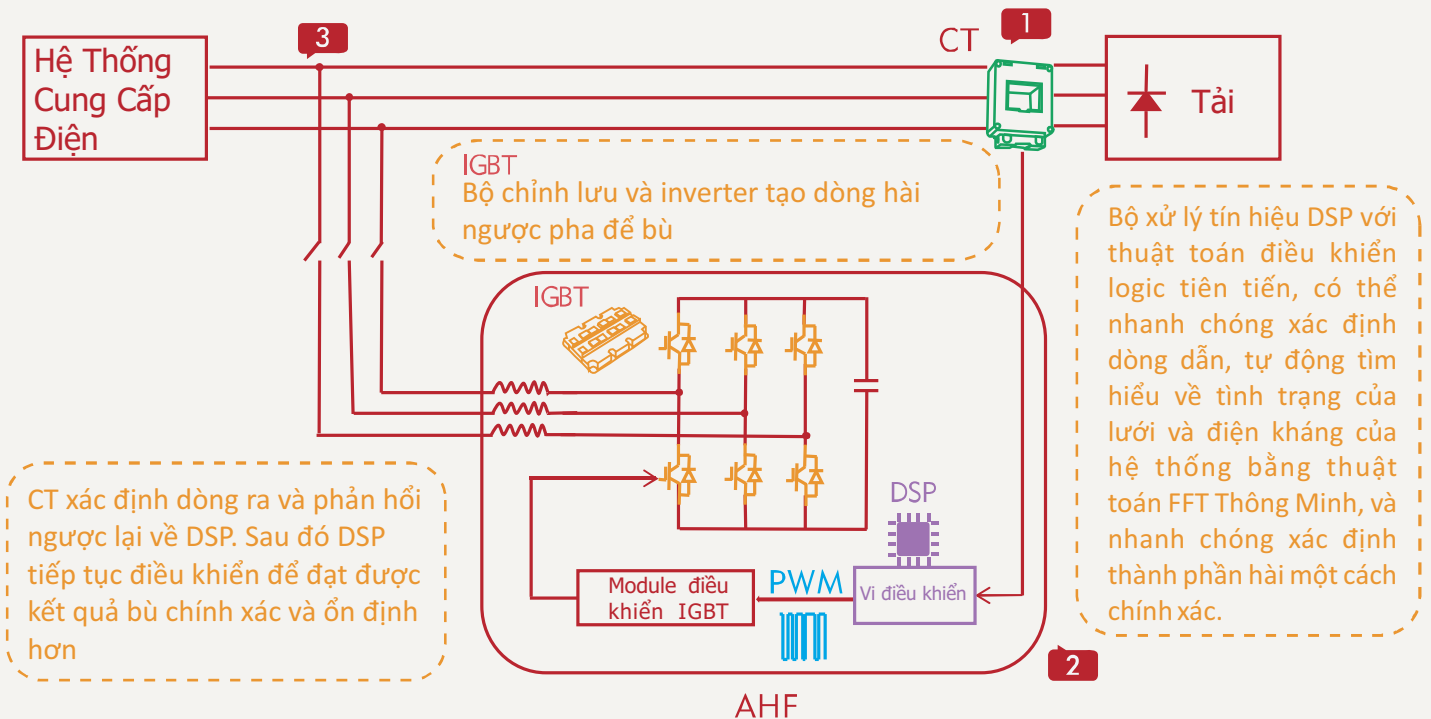 3
CT
1
Hệ Thống
Cung Cấp
Điện
Tải
IGBT
Bộ chỉnh lưu và inverter tạo dòng hài
ngược pha để bù
Bộ xử lý tín hiệu DSP với
thuật toán điều khiển
logic tiên tiến, có thể
nhanh chóng xác định
dòng dẫn, tự động tìm
hiểu về tình trạng của
lưới và điện kháng của
hệ thống bằng thuật
toán FFT Thông Minh, và
nhanh chóng xác định
thành phần hài một cách
chính xác.
IGBT
CT xác định dòng ra và phản hổi
ngược lại về DSP. Sau đó DSP
tiếp tục điều khiển để đạt được
kết quả bù chính xác và ổn định
hơn
DSP
Module điều
khiển IGBT
PWM
Vi điều khiển
2
AHF